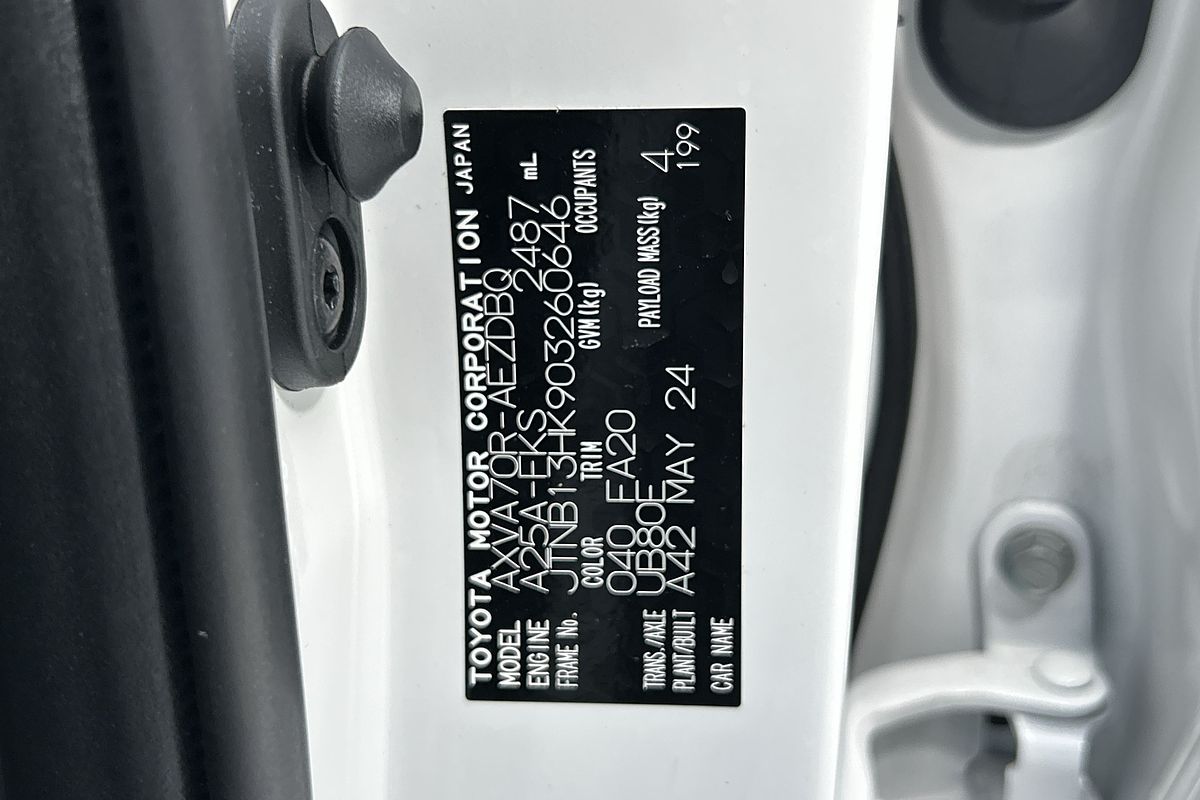 TOYOTA MOTOR CORPORATION JAPAN
MODEL AXVA70R-AEZDBQ
ENGINE A25A-FKS 2487 mL
FRAME No. JTNB13HK903260646
COLOR TRIM GVM(kg) OCCUPANTS
040 FA20
TRANS./AXLE UB80E PAYLOAD MASS(kg) 4
PLANT/BUILT A42 MAY 24 199
CAR NAME